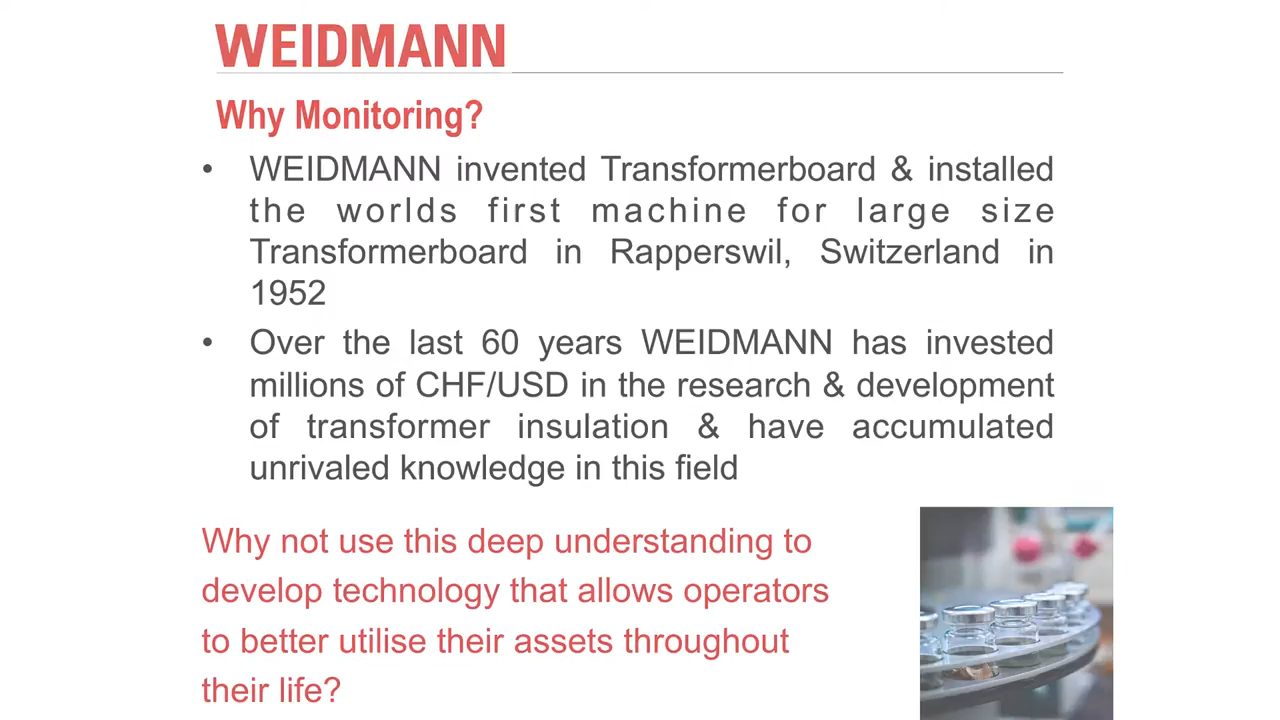 WEIDMANN
Why Monitoring?
• WEIDMANN invented Transformerboard & installed
the worlds first machine for large size
Transformerboard in Rapperswil, Switzerland in
1952
• Over the last 60 years WEIDMANN has invested
millions of CHF/USD in the research & development
of transformer insulation & have accumulated
unrivaled knowledge in this field
Why not use this deep understanding to
develop technology that allows operators
to better utilise their assets throughout
their life?